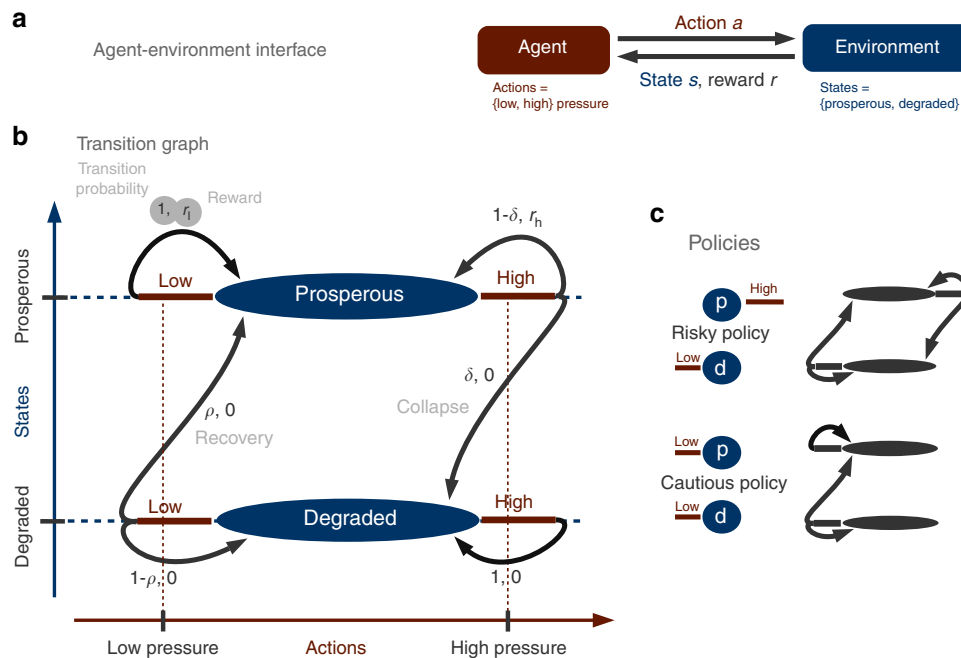 a
Agent-environment interface
Agent
Action a
Environment
State s, reward r
Actions =
{low, high} pressure
States =
{prosperous, degraded}
b
Transition graph
Transition
probability
Reward
1, rl
1-δ, rh
Prosperous
Low
Prosperous
High
States
ρ, 0
Recovery
δ, 0
Collapse
Degraded
Low
Degraded
High
1-ρ, 0
1, 0
Low pressure
Actions
High pressure
c
Policies
p
High
Risky policy
Low
d
Low
p
Cautious policy
Low
d